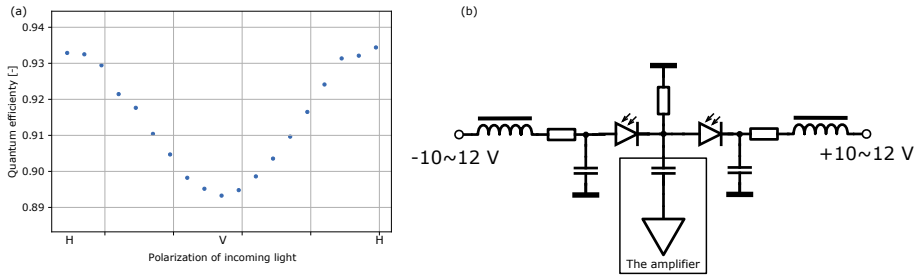 (a)
0.94
0.93
0.92
0.91
0.90
0.89
Quantum efficienty [-]
H
V
H
Polarization of incoming light
(b)
-10~12 V
+10~12 V
The amplifier